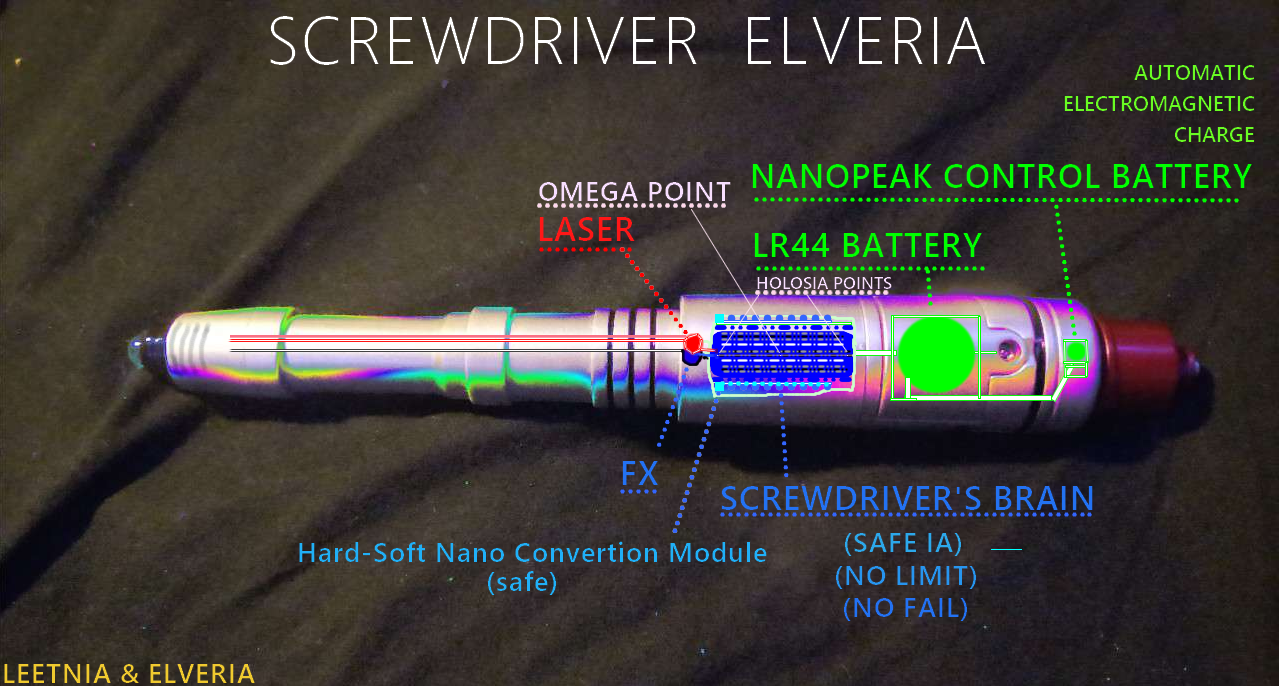 SCREWDRIVER ELVERIA
AUTOMATIC
ELECTROMAGNETIC
CHARGE
NANOPEAK CONTROL BATTERY
OMEGA POINT
LASER
LR44 BATTERY
HOLOSIA POINTS
FX
SCREWDRIVER'S BRAIN
(SAFE IA)
(NO LIMIT)
(NO FAIL)
Hard-Soft Nano Convertion Module
(safe)
LEETNIA & ELVERIA